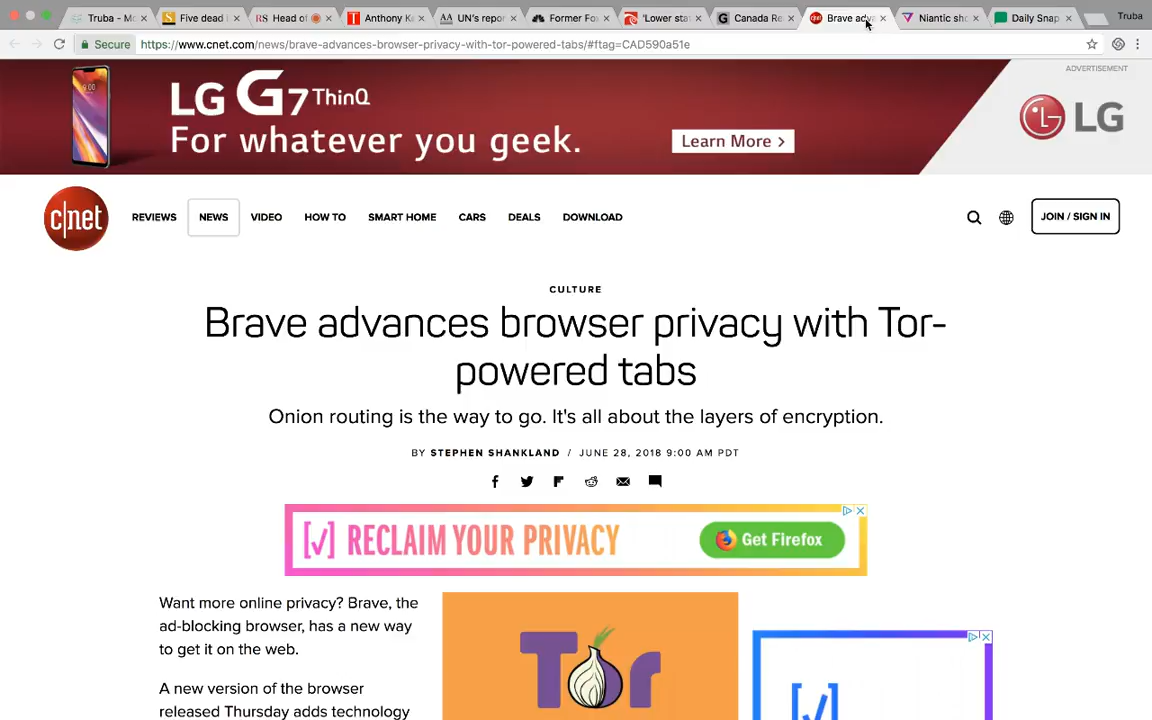 Truba - Mo
Five dead i
Head of
Anthony Ke
UN's repor
Former Fo
'Lower sta
Canada Re
Brave adva
Niantic sho
Daily Snap
Truba
Secure
https://www.cnet.com/news/brave-advances-browser-privacy-with-tor-powered-tabs/#ftag=CAD590a51e
ADVERTISEMENT
LG G7 ThinQ
For whatever you geek.
Learn More >
LG
c|net
REVIEWS
NEWS
VIDEO
HOW TO
SMART HOME
CARS
DEALS
DOWNLOAD
JOIN / SIGN IN
CULTURE
Brave advances browser privacy with Tor-
powered tabs
Onion routing is the way to go. It's all about the layers of encryption.
BY STEPHEN SHANKLAND / JUNE 28, 2018 9:00 AM PDT
RECLAIM YOUR PRIVACY
Get Firefox
Want more online privacy? Brave, the
ad-blocking browser, has a new way
to get it on the web.
A new version of the browser
released Thursday adds technology
Tor